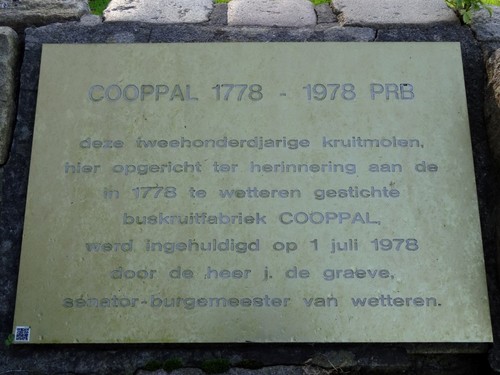 COOPPAL 1778 - 1978 PRB
deze tweehonderdjarige kruitmolen,
hier opgericht ter herinnering aan de
in 1778 te wetteren gestichte
buskruitfabriek COOPPAL,
werd ingehuldigd op 1 juli 1978
door de heer j. de graeve,
senator-burgemeester van wetteren.